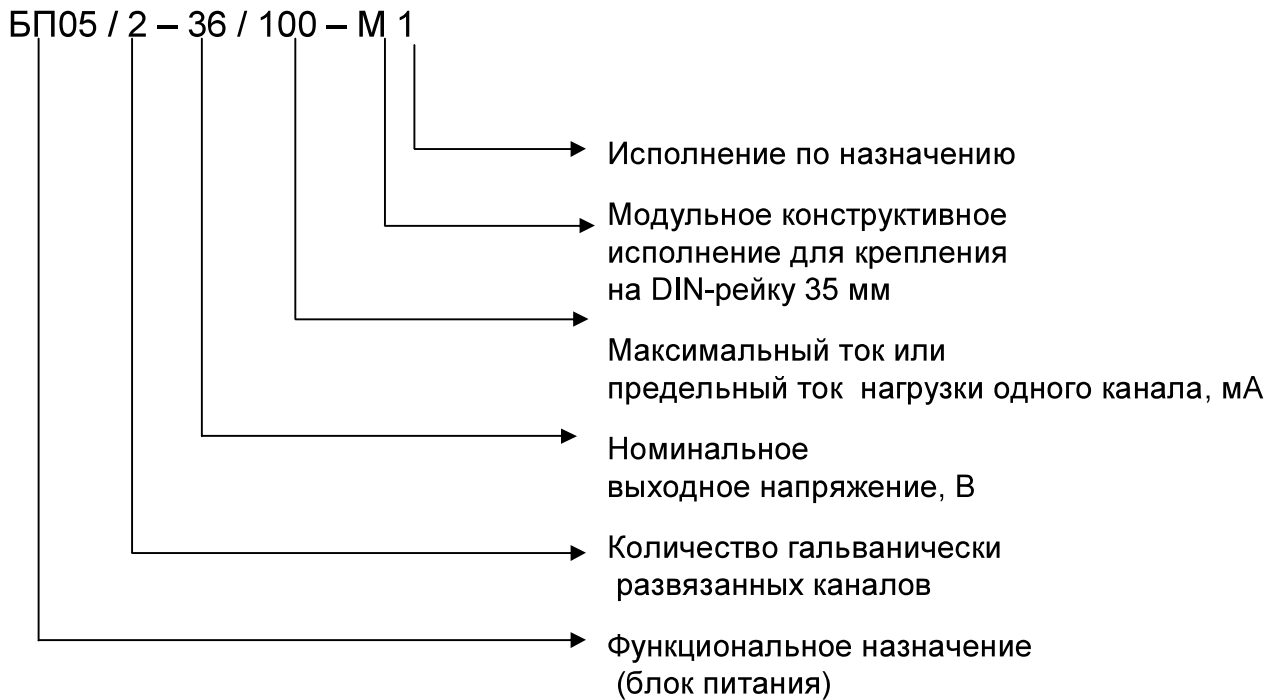 БП05 / 2 – 36 / 100 – М 1
Исполнение по назначению
Модульное конструктивное
исполнение для крепления
на DIN-рейку 35 мм
Максимальный ток или
предельный ток нагрузки одного канала, мА
Номинальное
выходное напряжение, В
Количество гальванически
развязанных каналов
Функциональное назначение
(блок питания)